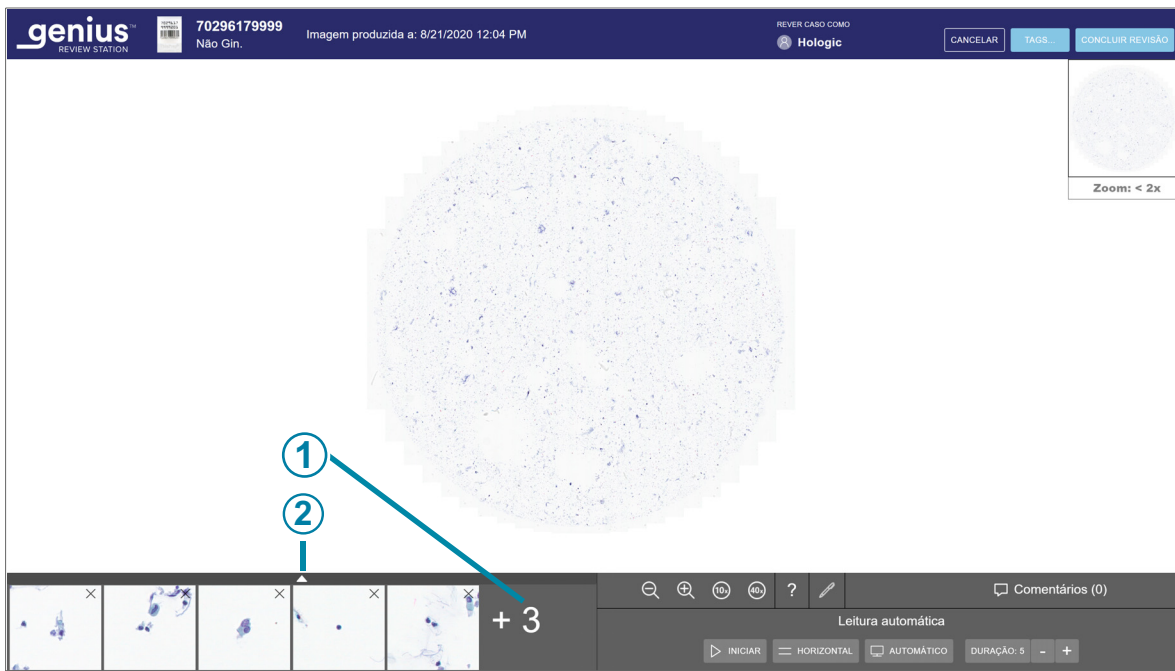 genius™
REVIEW STATION
70296179999
Não Gin.
Imagem produzida a: 8/21/2020 12:04 PM
REVER CASO COMO
Hologic
CANCELAR
TAGS...
CONCLUIR REVISÃO
Zoom: < 2x
1
2
+ 3
10x
40x
?
Comentários (0)
Leitura automática
INICIAR
HORIZONTAL
AUTOMÁTICO
DURAÇÃO: 5
-
+